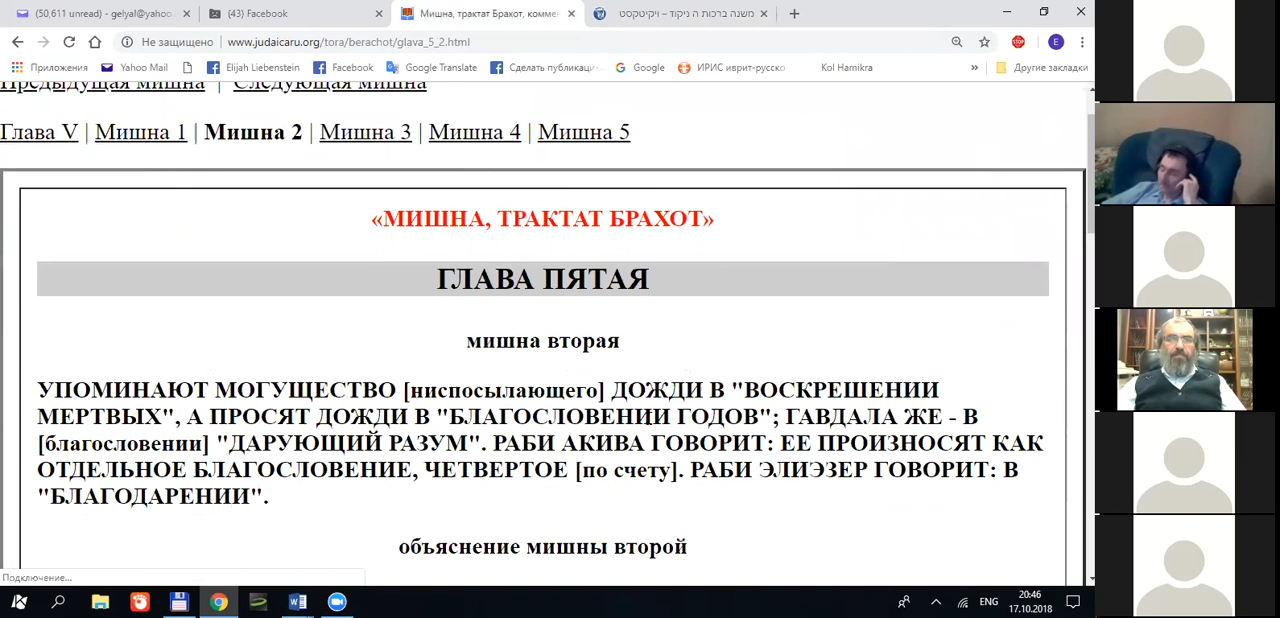 (50,611 unread) - gelyal@yahoo
(43) Facebook
Мишна, трактат Брахот, комме
משנה ברכות ה ניקוד – ויקיטקסט
Не защищено
www.judaicaru.org/tora/berachot/glava_5_2.html
E
Приложения
Yahoo Mail
Elijah Liebenstein
Facebook
Google Translate
Сделать публикаци
Google
ИРИС иврит-русско
Kol Hamikra
»
Другие закладки
Предыдущая мишна | Следующая мишна
Глава V | Мишна 1 | Мишна 2 | Мишна 3 | Мишна 4 | Мишна 5
«МИШНА, ТРАКТАТ БРАХОТ»
ГЛАВА ПЯТАЯ
мишна вторая
УПОМИНАЮТ МОГУЩЕСТВО [ниспосылающего] ДОЖДИ В "ВОСКРЕШЕНИИ
МЕРТВЫХ", А ПРОСЯТ ДОЖДИ В "БЛАГОСЛОВЕНИИ ГОДОВ"; ГАВДАЛА ЖЕ - В
[благословении] "ДАРУЮЩИЙ РАЗУМ". РАБИ АКИВА ГОВОРИТ: ЕЕ ПРОИЗНОСЯТ КАК
ОТДЕЛЬНОЕ БЛАГОСЛОВЕНИЕ, ЧЕТВЕРТОЕ [по счету]. РАБИ ЭЛИЭЗЕР ГОВОРИТ: В
"БЛАГОДАРЕНИИ".
объяснение мишны второй
Подключение...
ENG
20:46
17.10.2018